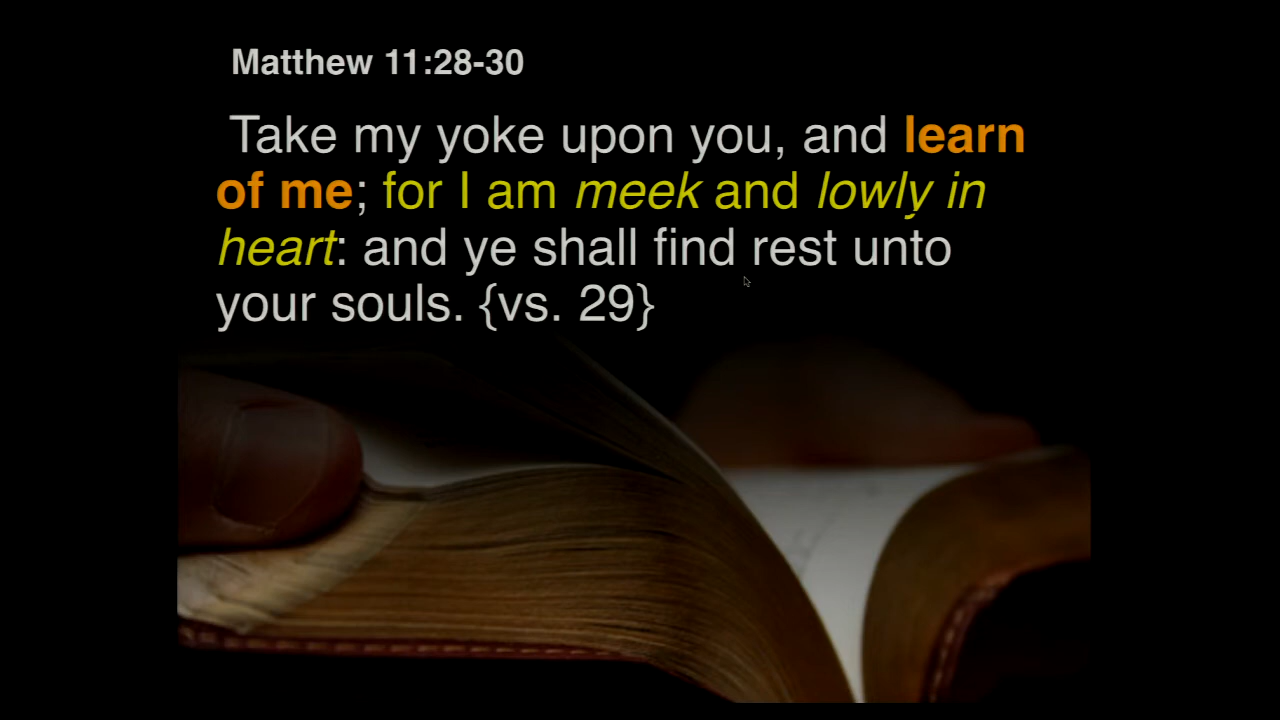 Matthew 11:28-30
Take my yoke upon you, and learn
of me; for I am meek and lowly in
heart: and ye shall find rest unto
your souls. {vs. 29}